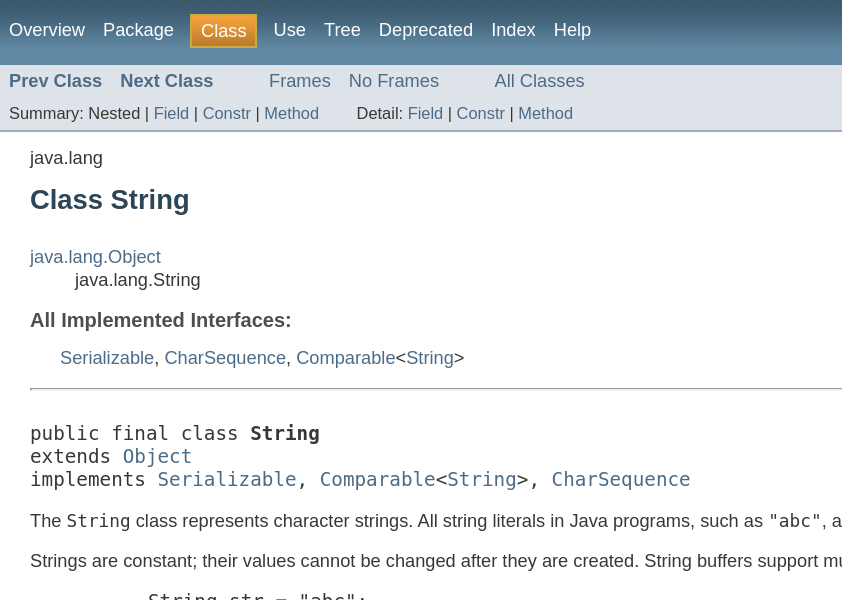 Overview Package Class Use Tree Deprecated Index Help
Prev Class Next Class Frames No Frames All Classes
Summary: Nested | Field | Constr | Method Detail: Field | Constr | Method
java.lang
Class String
java.lang.Object
java.lang.String
All Implemented Interfaces:
Serializable, CharSequence, Comparable<String>
public final class String
extends Object
implements Serializable, Comparable<String>, CharSequence
The String class represents character strings. All string literals in Java programs, such as "abc", a
Strings are constant; their values cannot be changed after they are created. String buffers support mu
String str = "abc";